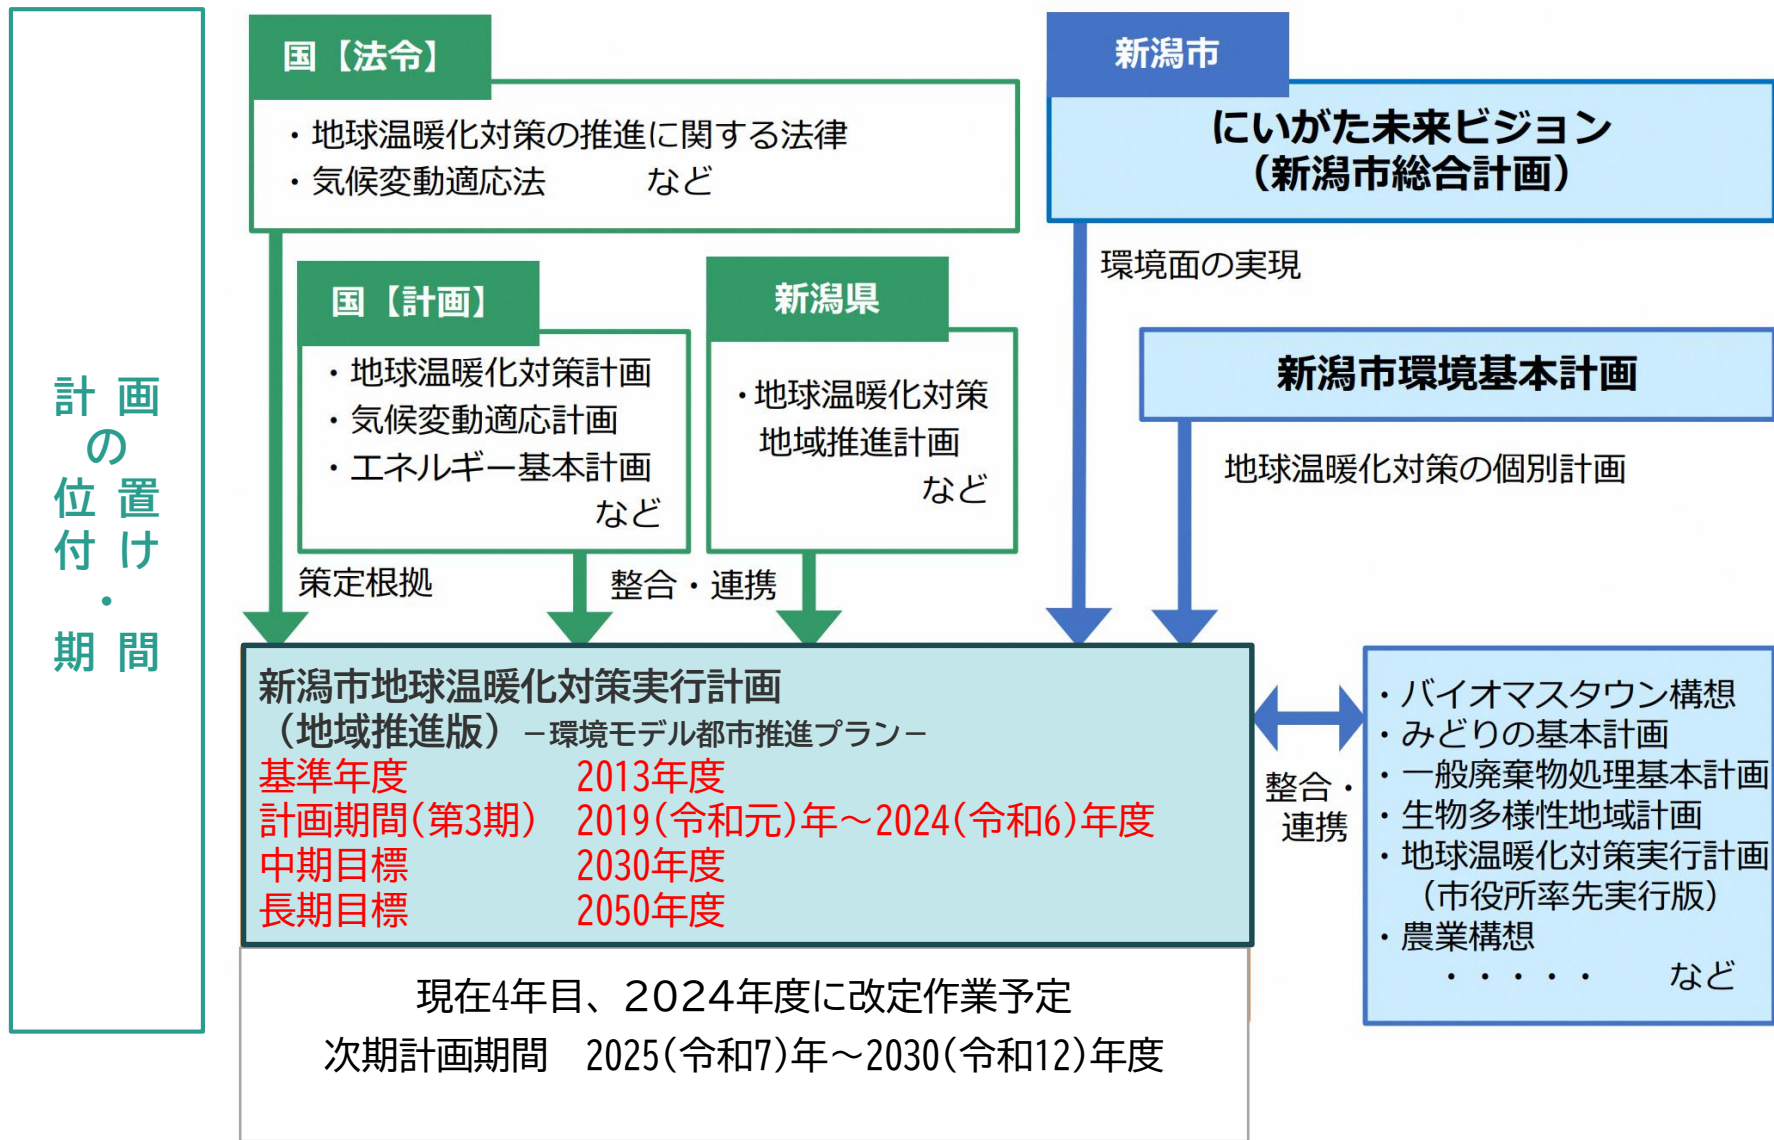 計画
の
位置
付け
・
期間
国【法令】
・地球温暖化対策の推進に関する法律
・気候変動適応法　　　など
新潟市
にいがた未来ビジョン
（新潟市総合計画）
環境面の実現
国【計画】
・地球温暖化対策計画
・気候変動適応計画
・エネルギー基本計画
など
新潟県
・地球温暖化対策
地域推進計画
など
新潟市環境基本計画
地球温暖化対策の個別計画
策定根拠
整合・連携
新潟市地球温暖化対策実行計画
（地域推進版）－環境モデル都市推進プラン－
基準年度　　　　2013年度
計画期間(第3期)　2019(令和元)年～2024(令和6)年度
中期目標　　　　2030年度
長期目標　　　　2050年度
整合・
連携
・バイオマスタウン構想
・みどりの基本計画
・一般廃棄物処理基本計画
・生物多様性地域計画
・地球温暖化対策実行計画
（市役所率先実行版）
・農業構想
・・・・・　　など
現在4年目、2024年度に改定作業予定
次期計画期間　2025(令和7)年～2030(令和12)年度